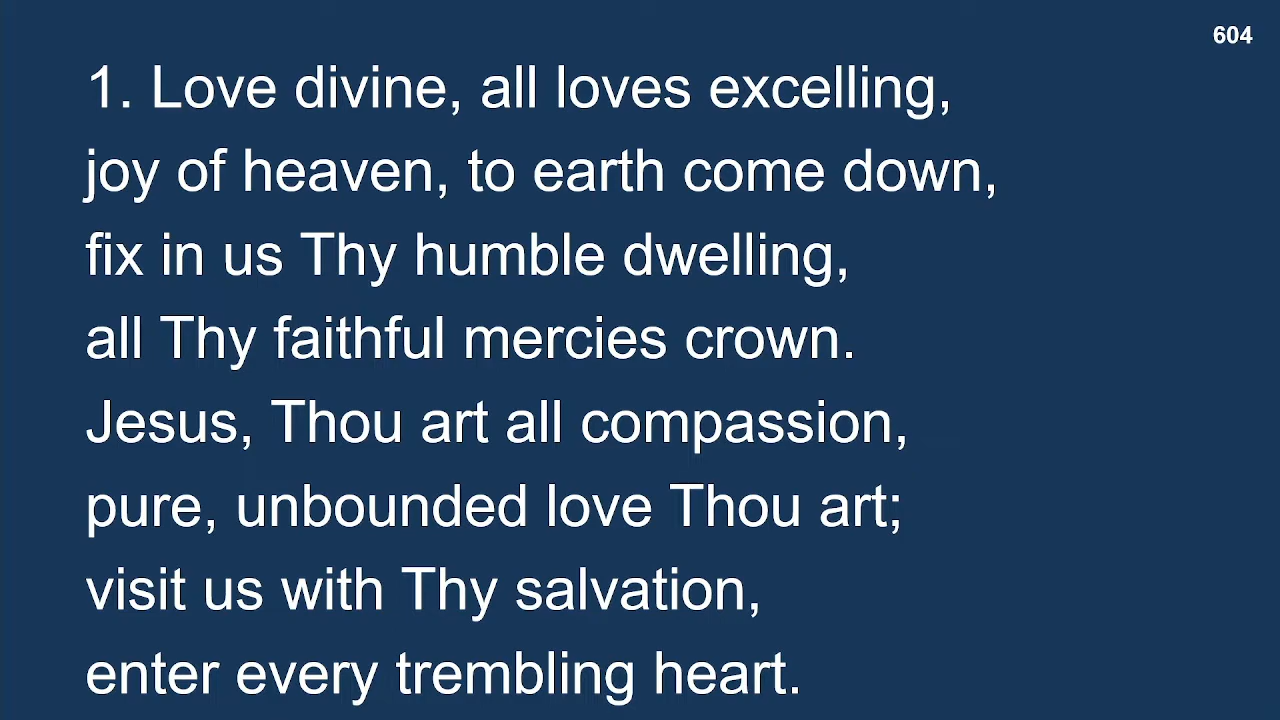 604
1. Love divine, all loves excelling,
joy of heaven, to earth come down,
fix in us Thy humble dwelling,
all Thy faithful mercies crown.
Jesus, Thou art all compassion,
pure, unbounded love Thou art;
visit us with Thy salvation,
enter every trembling heart.